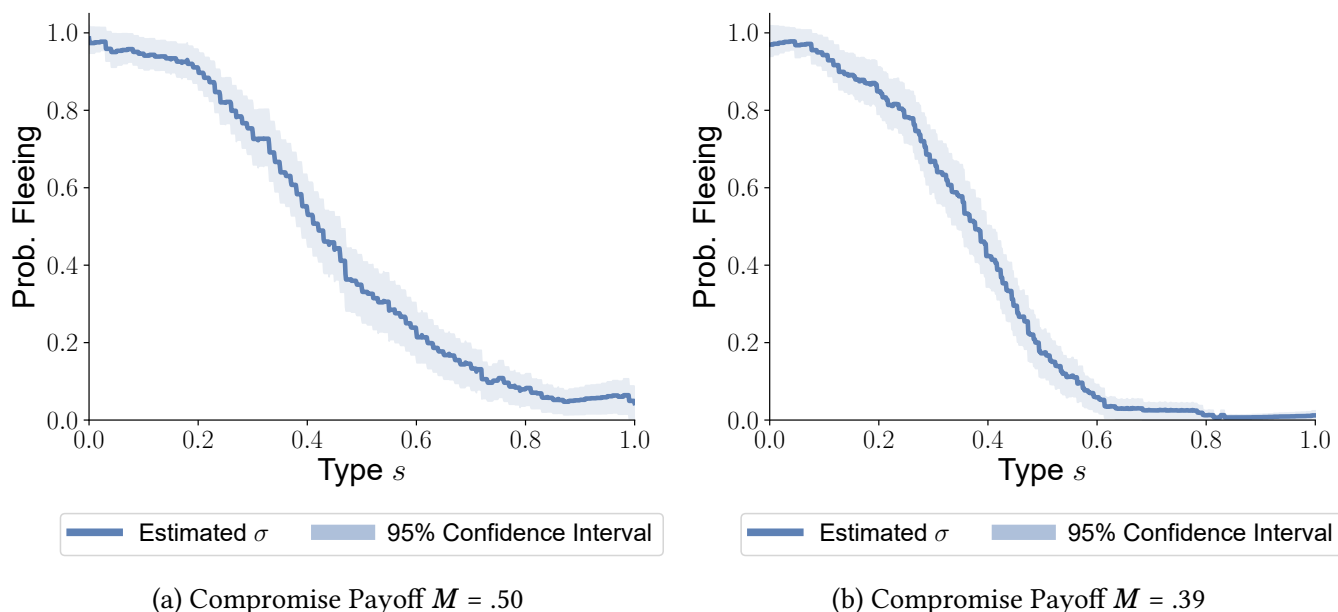 1.0
0.8
0.6
0.4
0.2
0.0
Prob. Fleeing
0.0 0.2 0.4 0.6 0.8 1.0
Type s
Estimated σ 95% Confidence Interval
(a) Compromise Payoff M = .50
1.0
0.8
0.6
0.4
0.2
0.0
Prob. Fleeing
0.0 0.2 0.4 0.6 0.8 1.0
Type s
Estimated σ 95% Confidence Interval
(b) Compromise Payoff M = .39